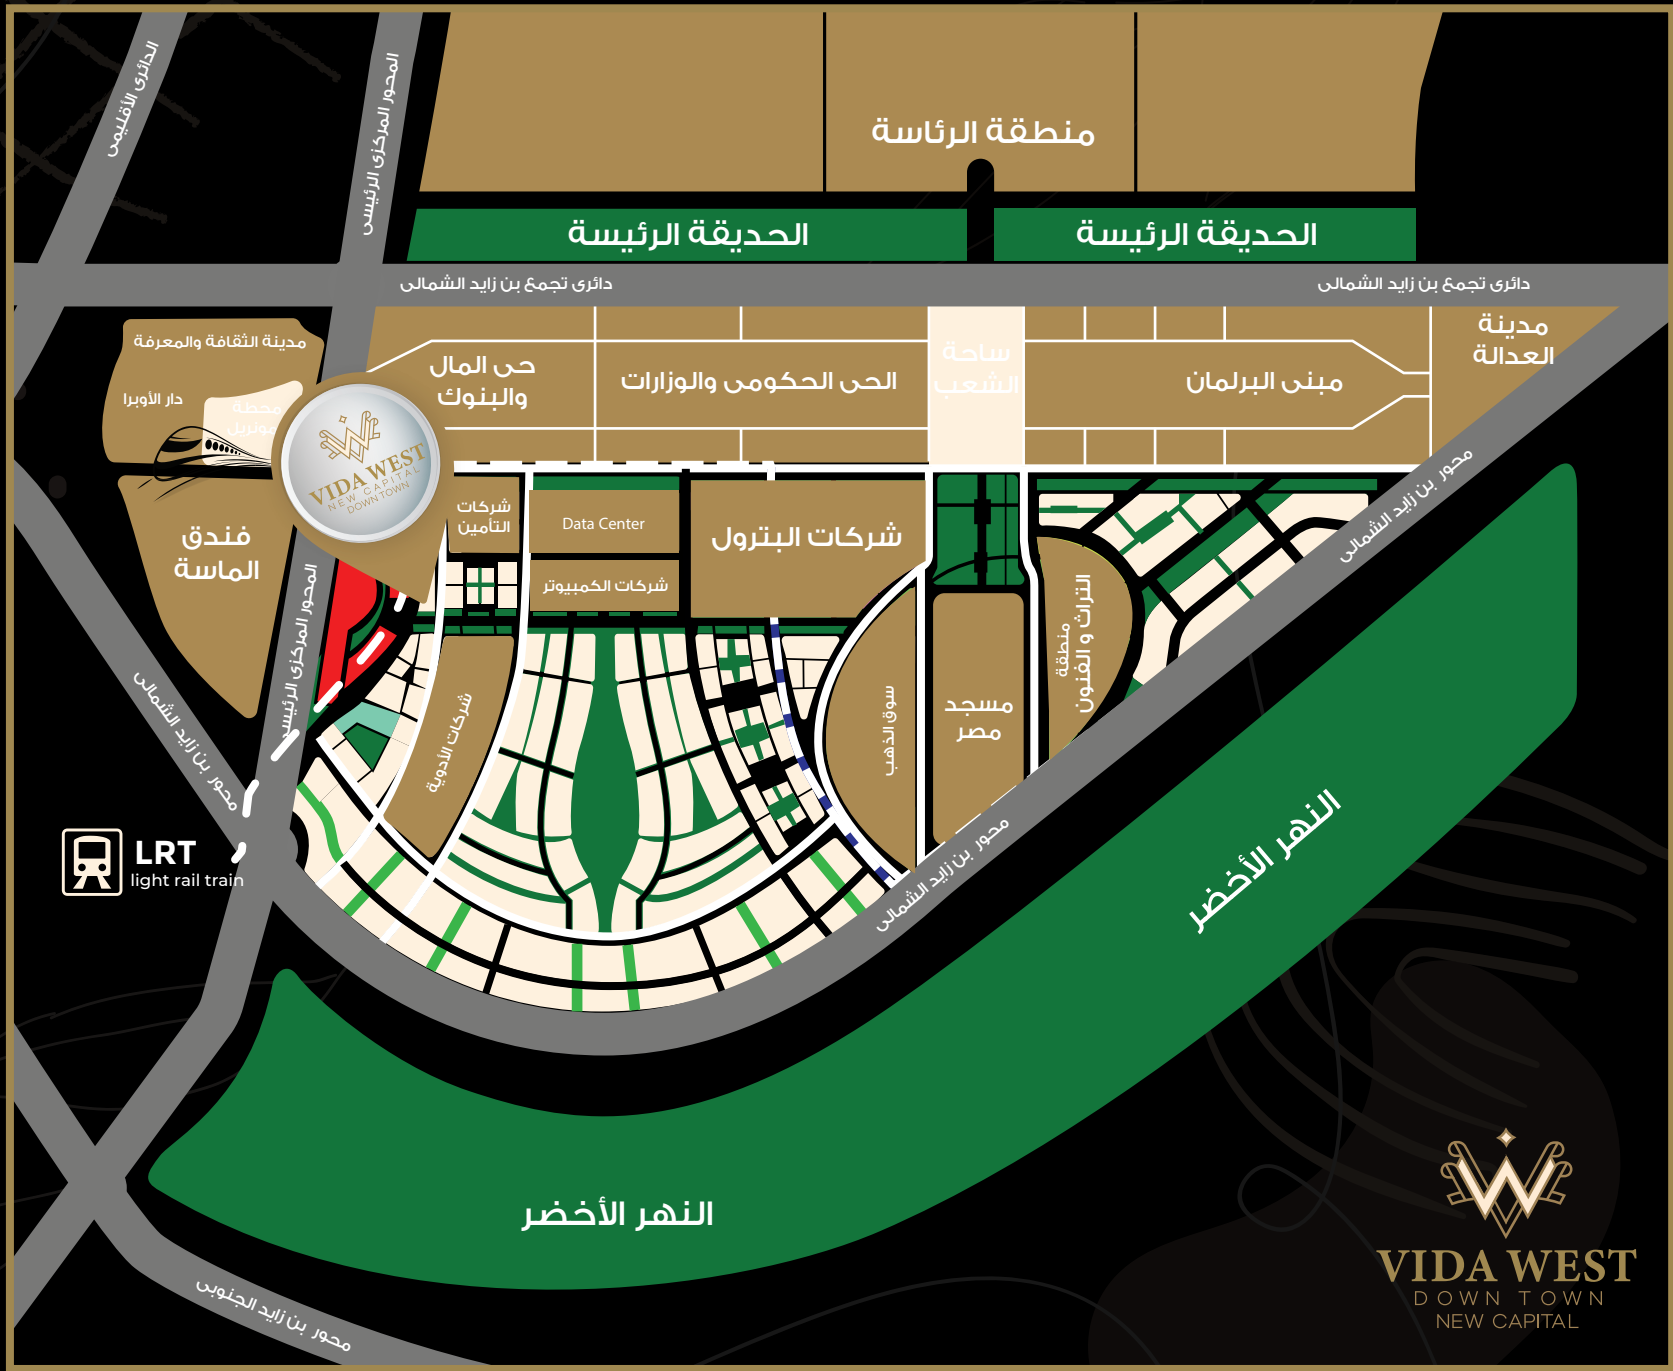 الدائرى الأقليمى
المحور المركزى الرئيسى
منطقة الرئاسة
الحديقة الرئيسة
الحديقة الرئيسة
دائرى تجمع بن زايد الشمالى
دائرى تجمع بن زايد الشمالى
مدينة
العدالة
مبنى البرلمان
ساحة
الشعب
الحى الحكومى والوزارات
حى المال
والبنوك
مدينة الثقافة والمعرفة
دار الأوبرا
محطة
مونريل
VIDA WEST
NEW CAPITAL
DOWN TOWN
فندق
الماسة
شركات
التأمين
Data Center
شركات الكمبيوتر
شركات البترول
محور بن زايد الشمالى
منطقة
التراث و الفنون
المحور المركزى الرئيسى
محور بن زايد الشمالى
شركات الأدوية
سوق الذهب
مسجد
مصر
محور بن زايد الشمالى
LRT
light rail train
النهر الأخضر
النهر الأخضر
محور بن زايد الجنوبى
VIDA WEST
DOWN TOWN
NEW CAPITAL